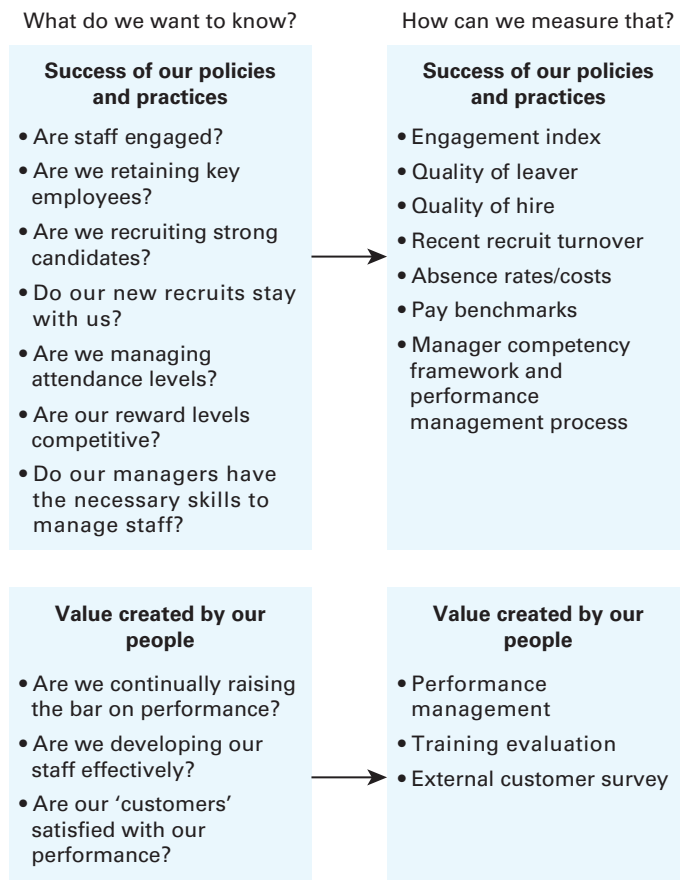 What do we want to know?
How can we measure that?
Success of our policies
and practices
• Are staff engaged?
• Are we retaining key
employees?
• Are we recruiting strong
candidates?
• Do our new recruits stay
with us?
• Are we managing
attendance levels?
• Are our reward levels
competitive?
• Do our managers have
the necessary skills to
manage staff?
Success of our policies
and practices
• Engagement index
• Quality of leaver
• Quality of hire
• Recent recruit turnover
• Absence rates/costs
• Pay benchmarks
• Manager competency
framework and
performance
management process
Value created by our
people
• Are we continually raising
the bar on performance?
• Are we developing our
staff effectively?
• Are our ‘customers’
satisfied with our
performance?
Value created by our
people
• Performance
management
• Training evaluation
• External customer survey